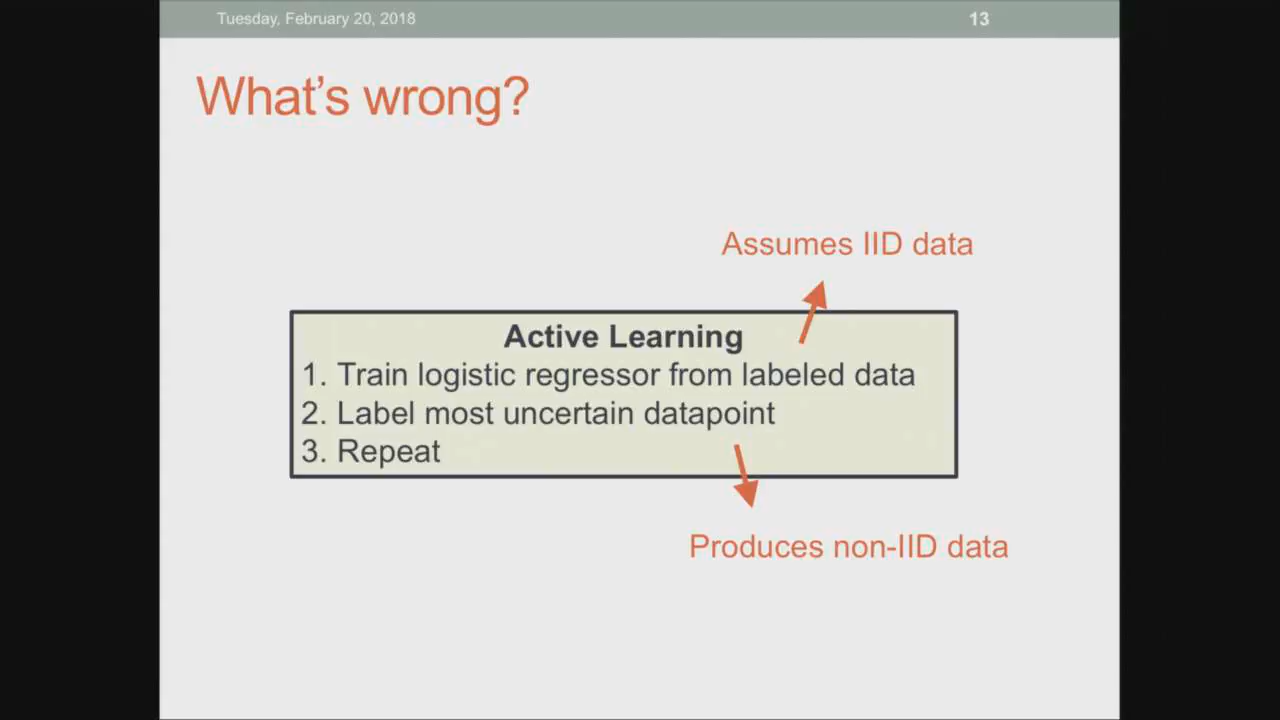 Tuesday, February 20, 2018
13
What's wrong?
Assumes IID data
Active Learning
1. Train logistic regressor from labeled data
2. Label most uncertain datapoint
3. Repeat
Produces non-IID data